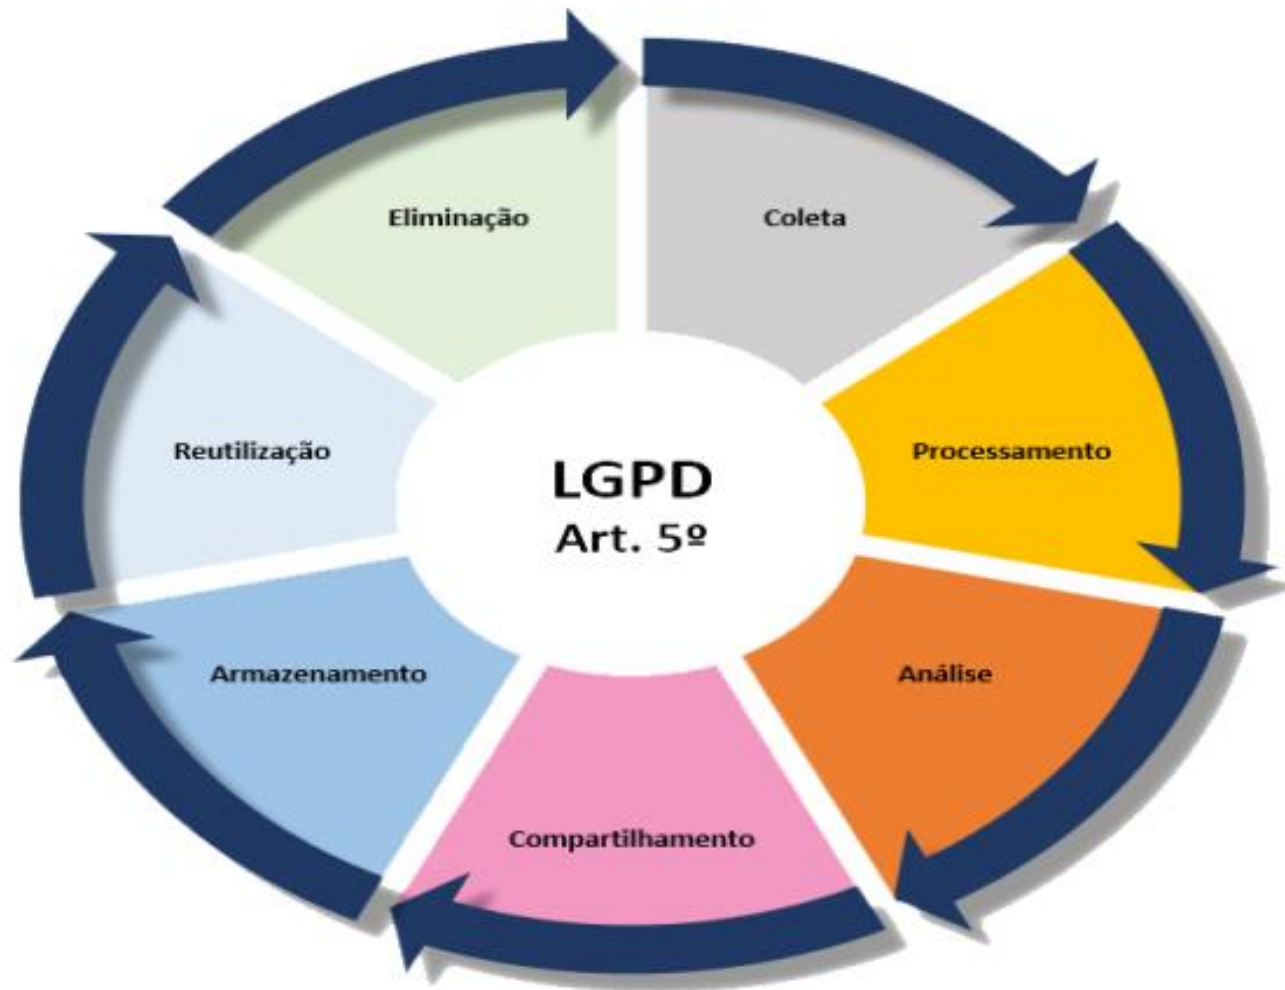 Eliminação
Coleta
Reutilização
LGPD
Art. 5º
Processamento
Armazenamento
Análise
Compartilhamento